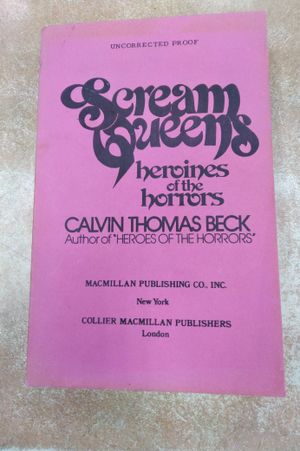 UNCORRECTED PROOF
Scream
Queens
heroines
of the
horrors
CALVIN THOMAS BECK
Author of "HEROES OF THE HORRORS"
MACMILLAN PUBLISHING CO., INC.
New York
COLLIER MACMILLAN PUBLISHERS
London